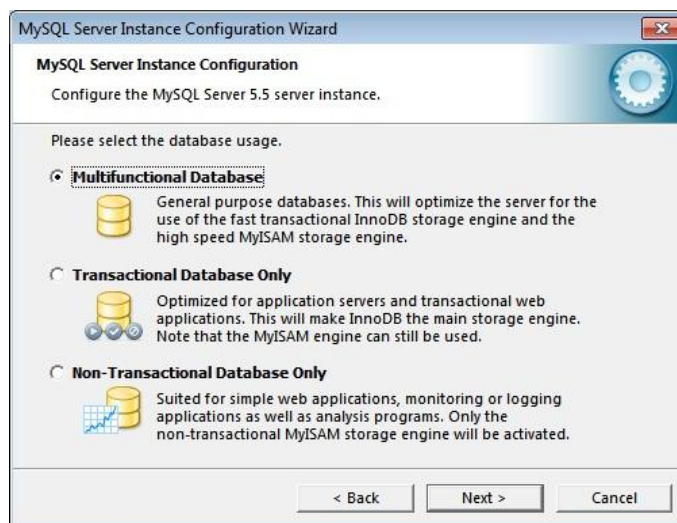 MySQL Server Instance Configuration Wizard
MySQL Server Instance Configuration
Configure the MySQL Server 5.5 server instance.
Please select the database usage.
Multifunctional Database
General purpose databases. This will optimize the server for the
use of the fast transactional InnoDB storage engine and the
high speed MyISAM storage engine.
Transactional Database Only
Optimized for application servers and transactional web
applications. This will make InnoDB the main storage engine.
Note that the MyISAM engine can still be used.
Non-Transactional Database Only
Suited for simple web applications, monitoring or logging
applications as well as analysis programs. Only the
non-transactional MyISAM storage engine will be activated.
< Back Next > Cancel